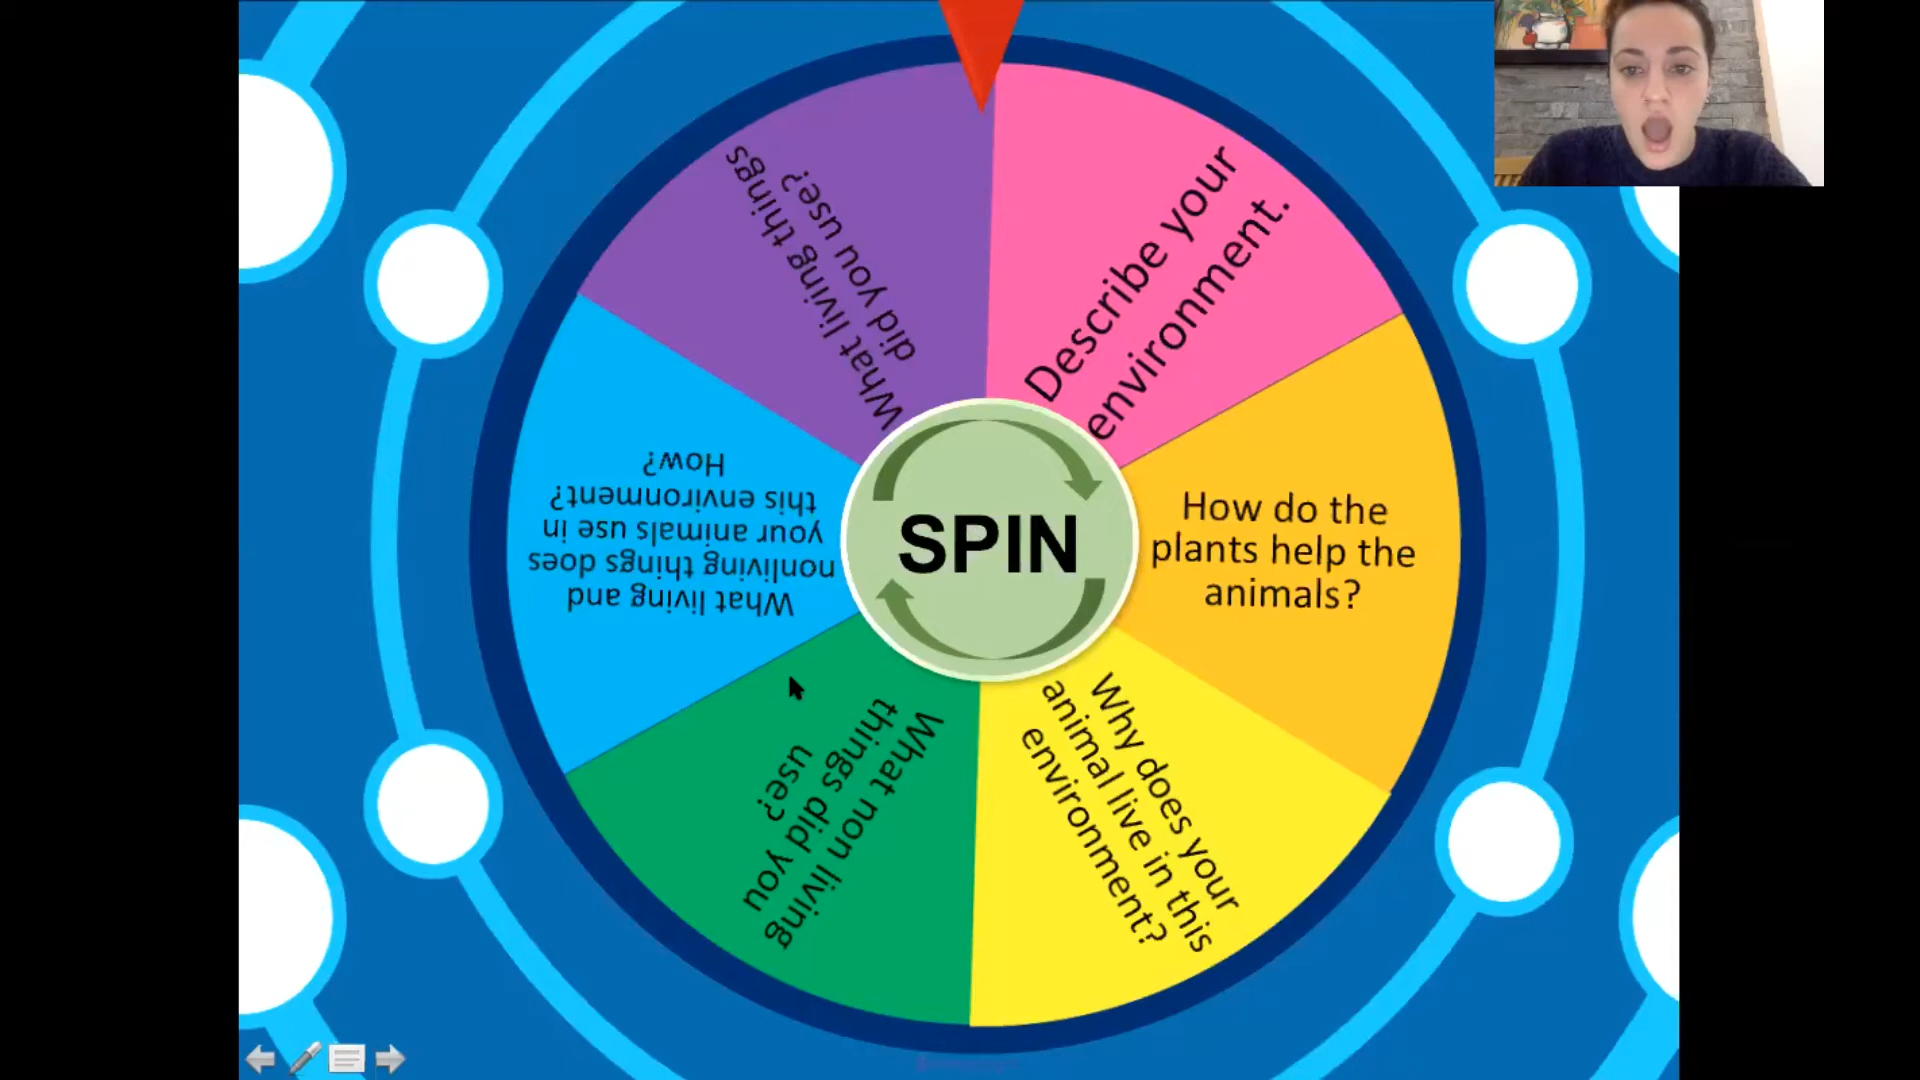 What living things
did you use?
Describe your
environment.
How do the
plants help the
animals?
Why does your
animal live in this
environment?
What non living
things did you
use?
What living and
nonliving things does
your animals use in
this environment?
How?
SPIN